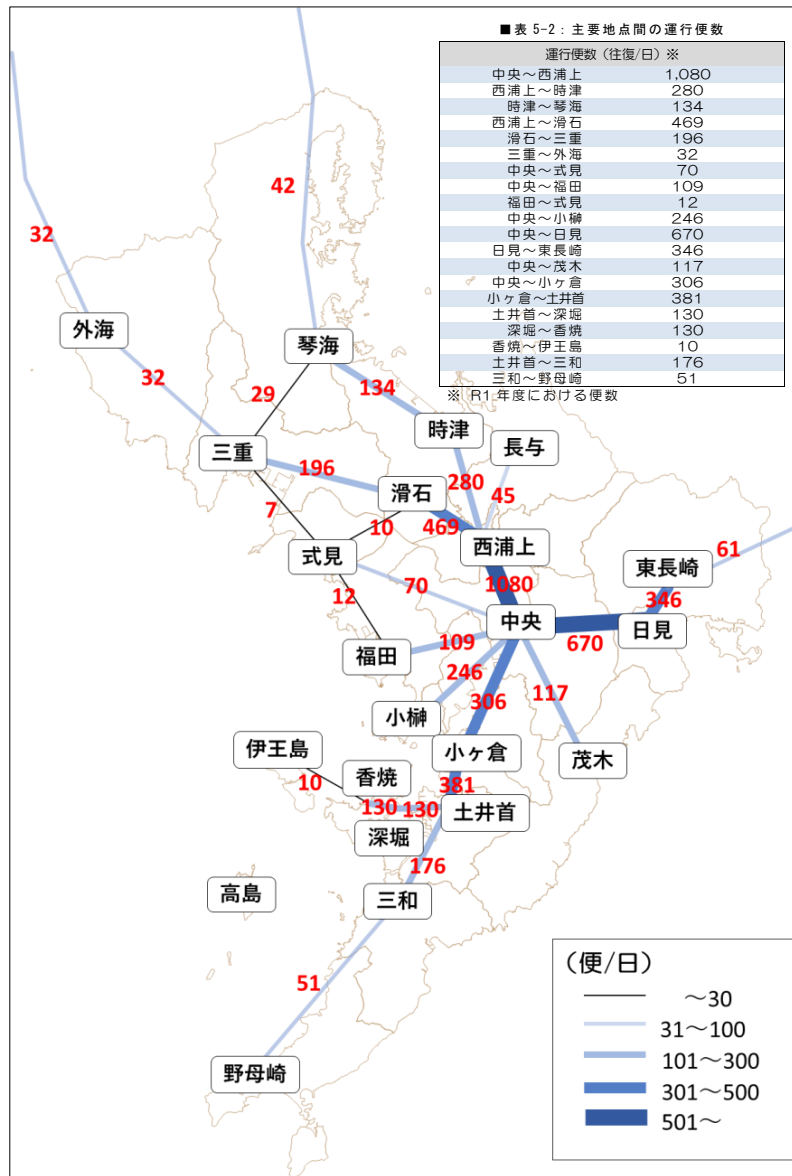 ■表 5-2：主要地点間の運行便数
運行便数（往復/日）※
中央～西浦上 1,080
西浦上～時津 280
時津～琴海 134
西浦上～滑石 469
滑石～三重 196
三重～外海 32
中央～式見 70
中央～福田 109
福田～式見 12
中央～小榊 246
中央～日見 670
日見～東長崎 346
中央～茂木 117
中央～小ヶ倉 306
小ヶ倉～土井首 381
土井首～深堀 130
深堀～香焼 130
香焼～伊王島 10
土井首～三和 176
三和～野母崎 51
※ R1 年度における便数
42
32
外海
琴海
32
29
134
時津
長与
三重
196
280
45
滑石
7
10
469
西浦上
式見
東長崎
61
70
1080
12
346
中央
日見
福田
109
670
246
117
306
小榊
伊王島
小ヶ倉
茂木
香焼
10
381
130
130
土井首
深堀
176
高島
三和
51
野母崎
（便/日）
～30
31～100
101～300
301～500
501～